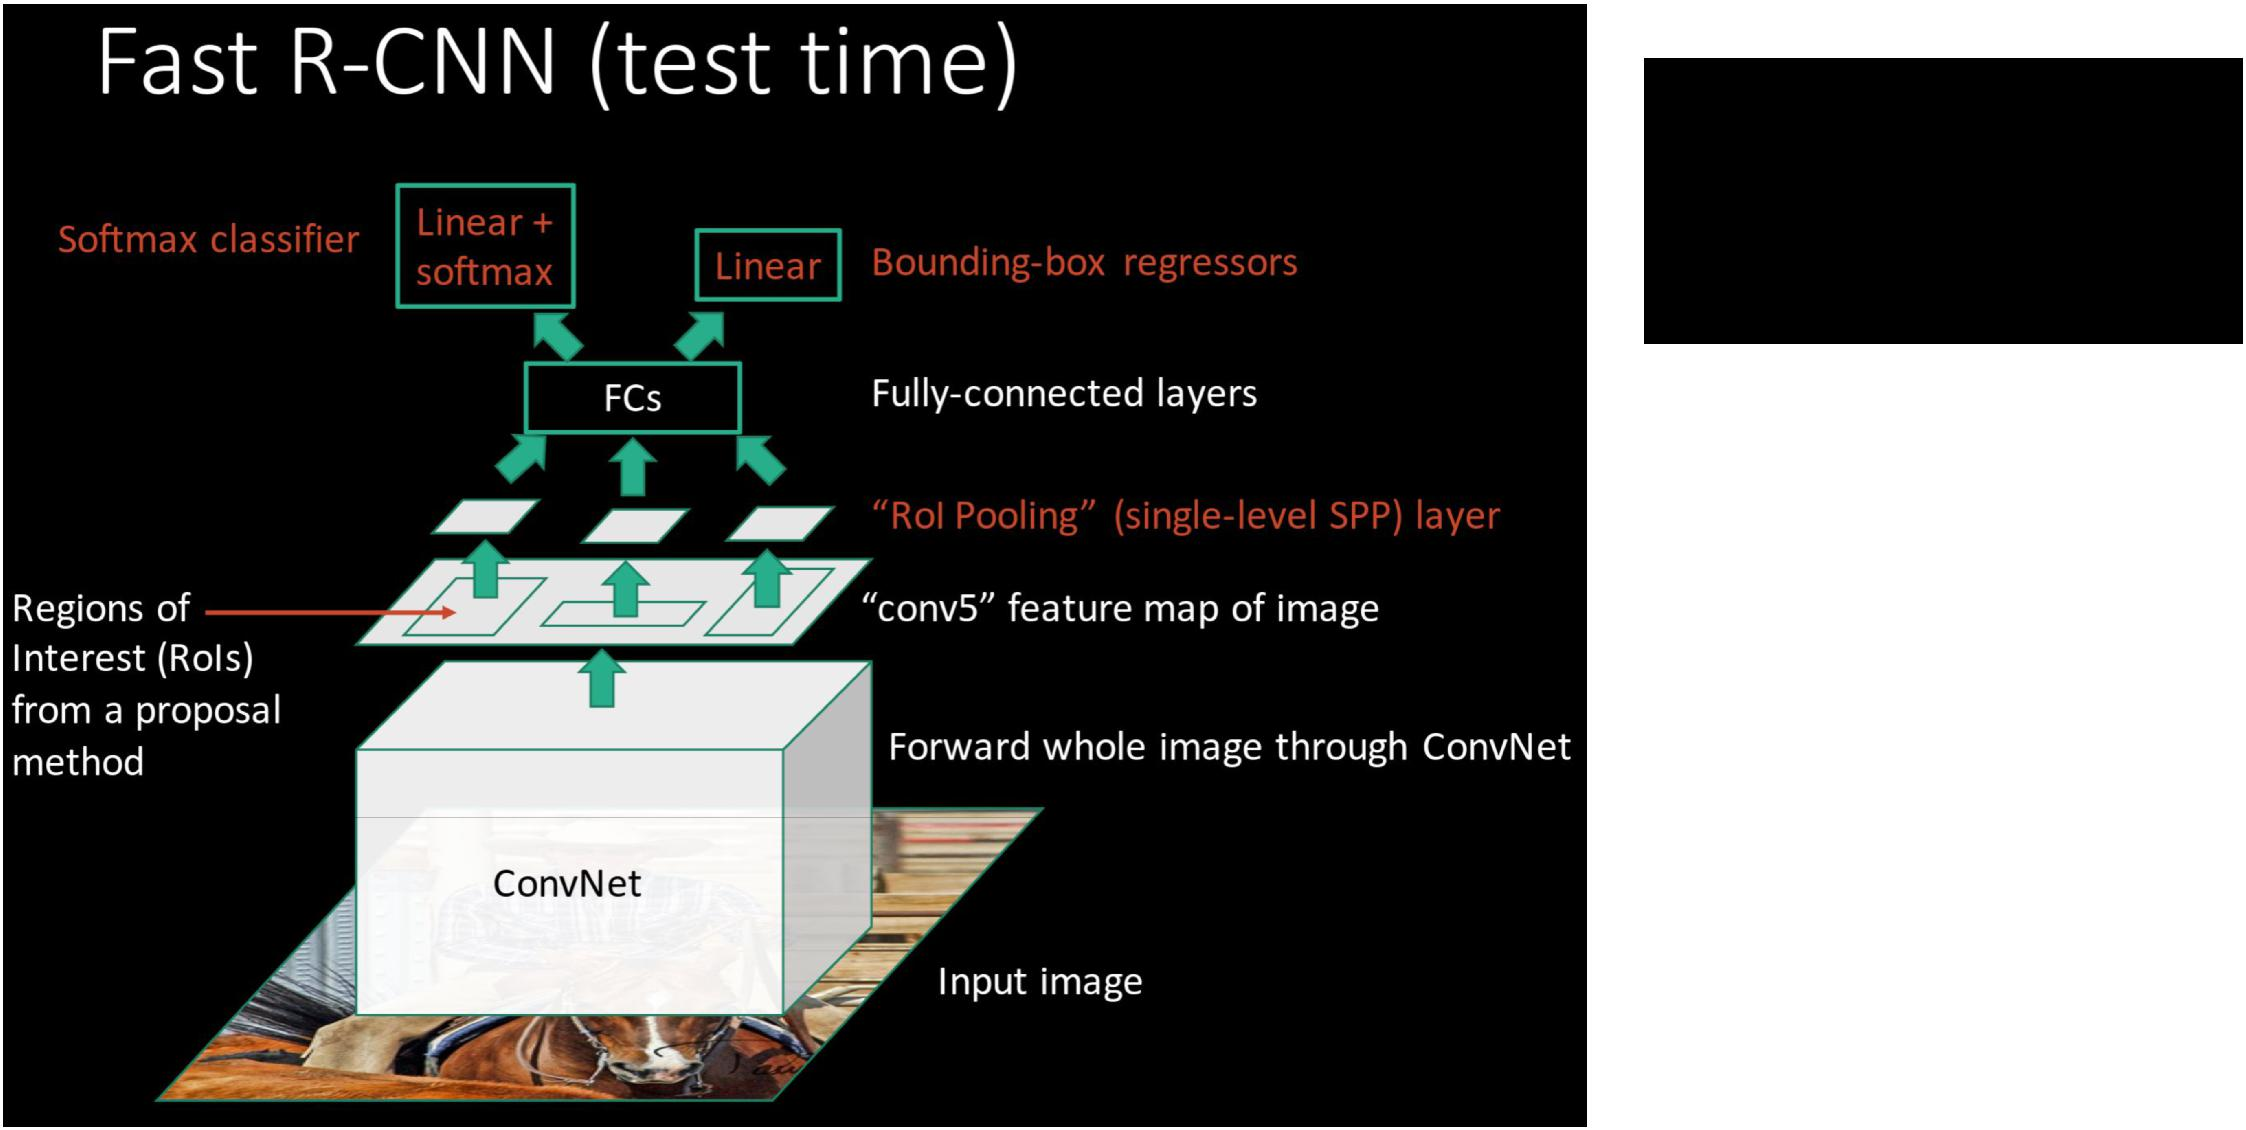 Fast R-CNN (test time)
Softmax classifier
Linear +
softmax
Linear
Bounding-box regressors
FCs
Fully-connected layers
“RoI Pooling” (single-level SPP) layer
Regions of
Interest (RoIs)
from a proposal
method
“conv5” feature map of image
Forward whole image through ConvNet
ConvNet
Input image